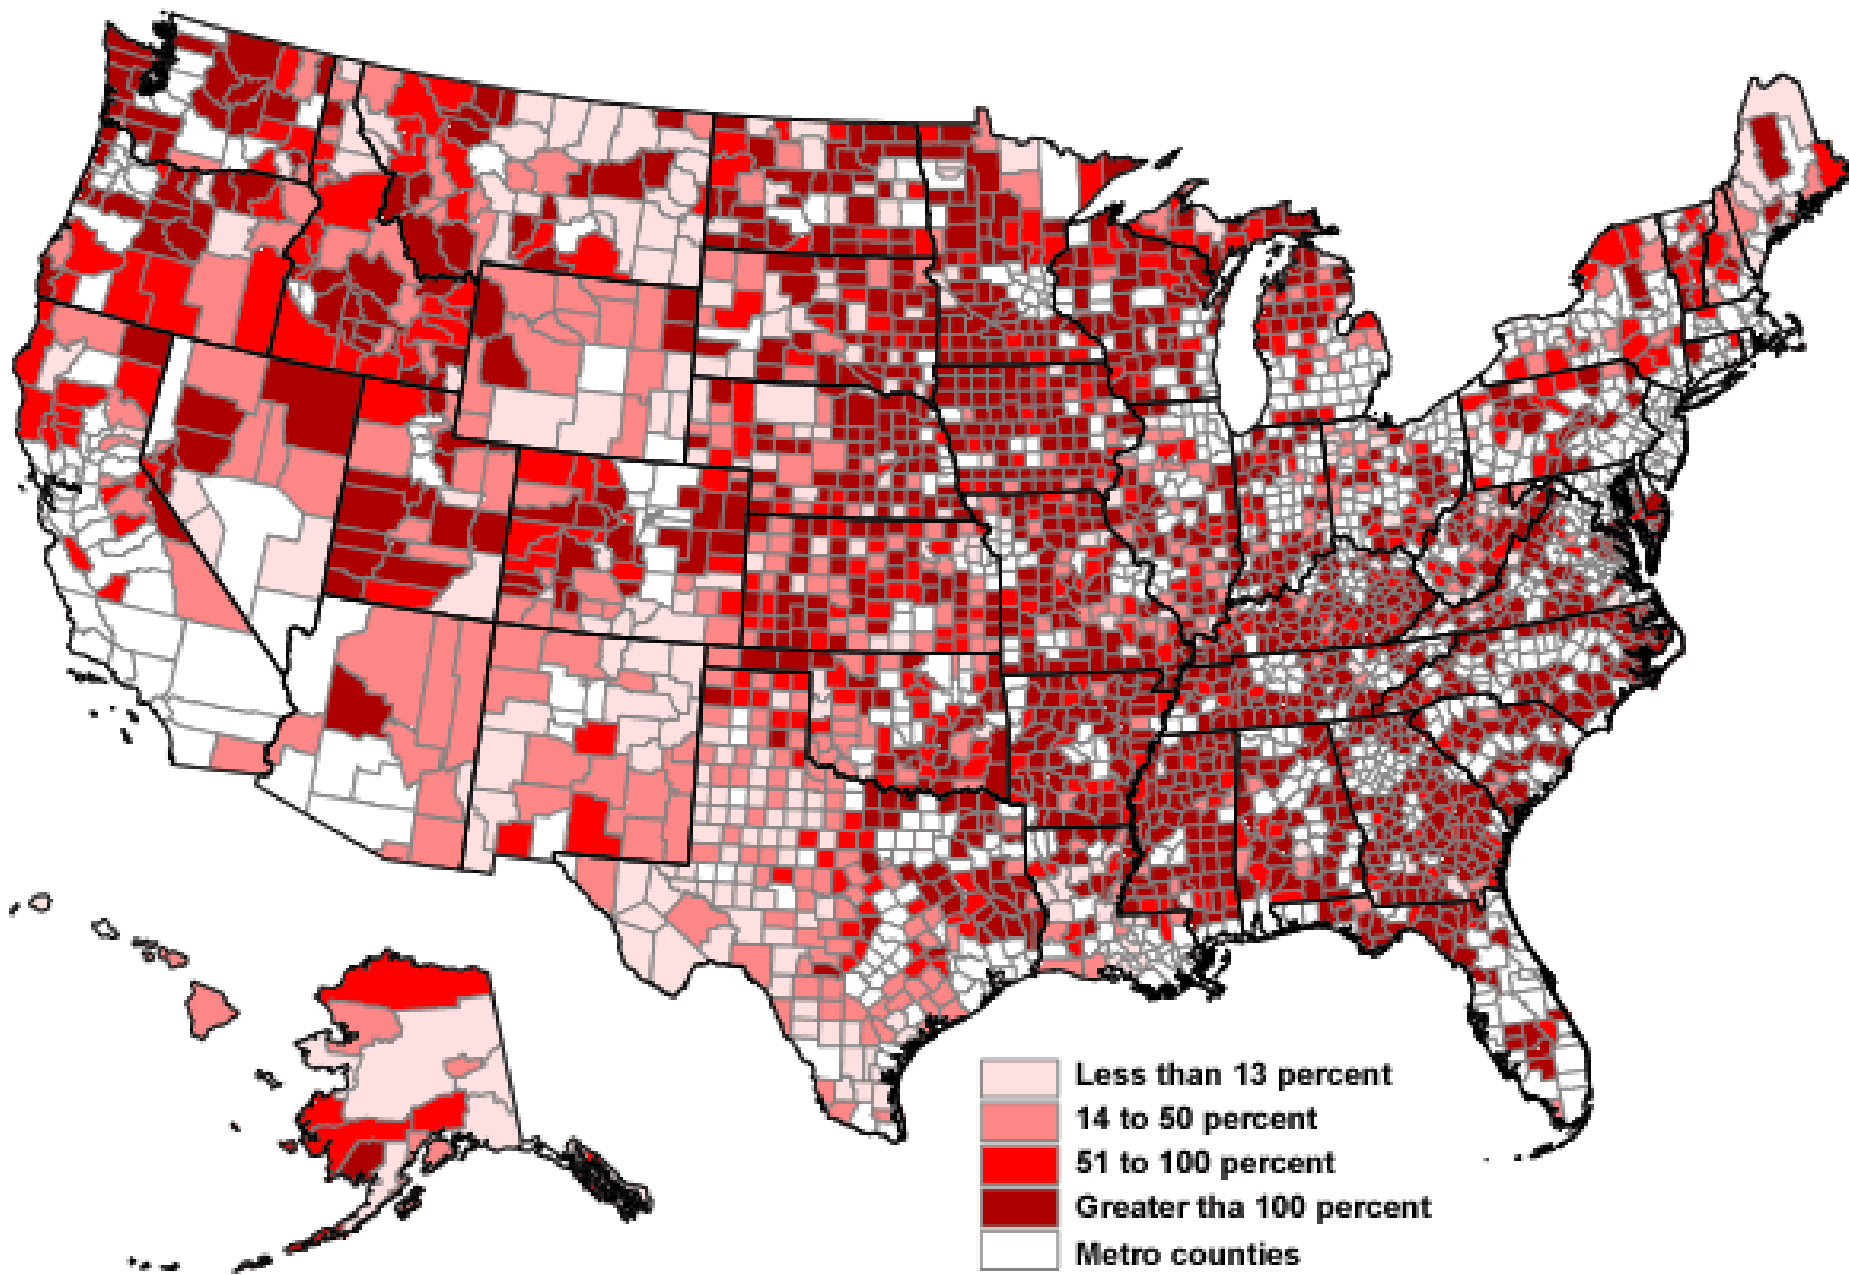 Less than 13 percent
14 to 50 percent
51 to 100 percent
Greater tha 100 percent
Metro counties